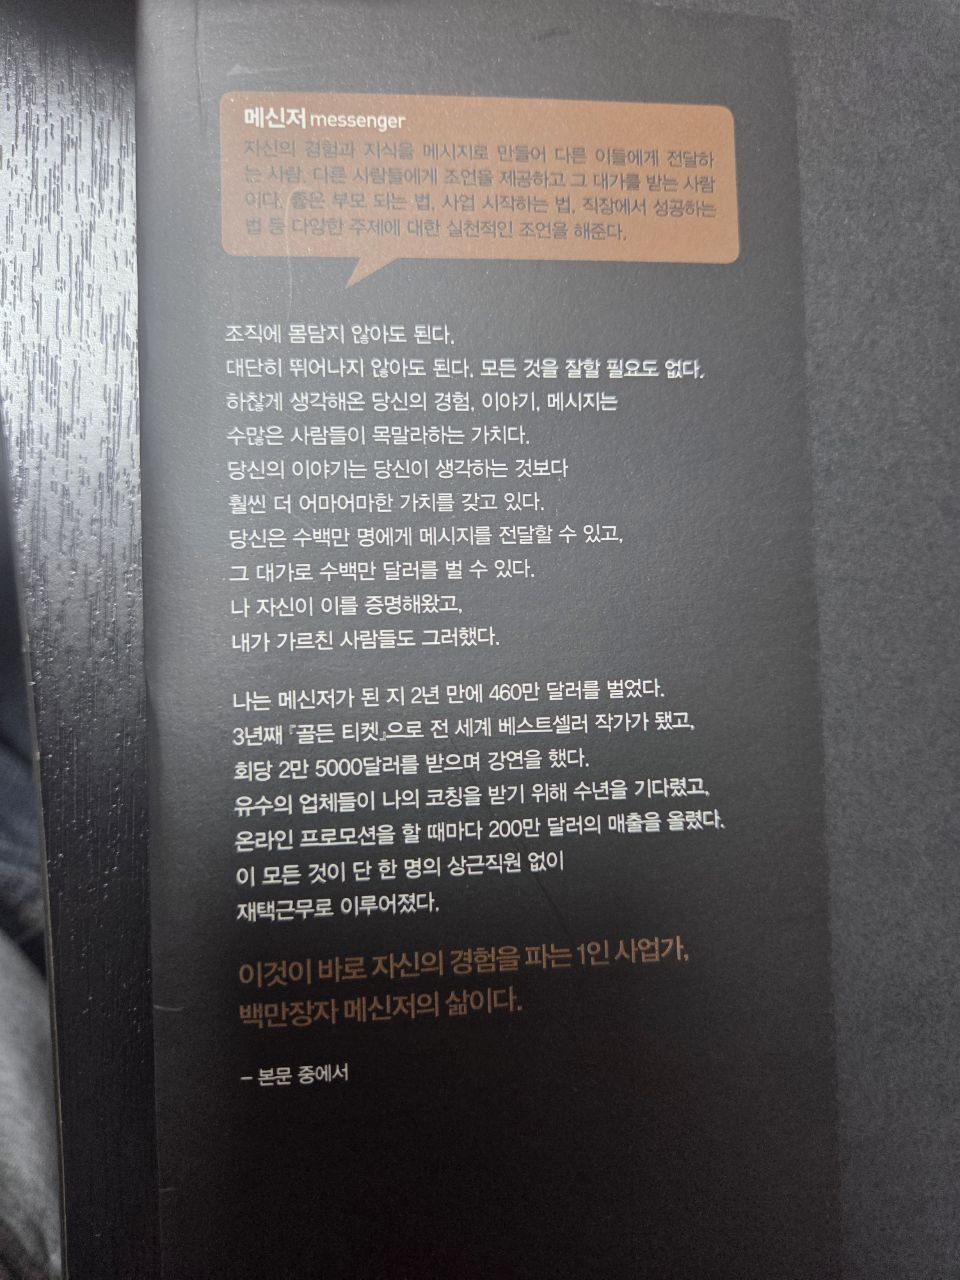 메신저 messenger
자신의 경험과 지식을 메시지로 만들어 다른 이들에게 전달하
는 사람. 다른 사람들에게 조언을 제공하고 그 대가를 받는 사람
이다. 좋은 부모 되는 법, 사업 시작하는 법, 직장에서 성공하는
법 등 다양한 주제에 대한 실천적인 조언을 해준다.
조직에 몸담지 않아도 된다.
대단히 뛰어나지 않아도 된다. 모든 것을 잘할 필요도 없다.
하찮게 생각해온 당신의 경험, 이야기, 메시지는
수많은 사람들이 목말라하는 가치다.
당신의 이야기는 당신이 생각하는 것보다
훨씬 더 어마어마한 가치를 갖고 있다.
당신은 수백만 명에게 메시지를 전달할 수 있고,
그 대가로 수백만 달러를 벌 수 있다.
나 자신이 이를 증명해왔고,
내가 가르친 사람들도 그러했다.
나는 메신저가 된 지 2년 만에 460만 달러를 벌었다.
3년째 『골든 티켓』으로 전 세계 베스트셀러 작가가 됐고,
회당 2만 5000달러를 받으며 강연을 했다.
유수의 업체들이 나의 코칭을 받기 위해 수년을 기다렸고,
온라인 프로모션을 할 때마다 200만 달러의 매출을 올렸다.
이 모든 것이 단 한 명의 상근직원 없이
재택근무로 이루어졌다.
이것이 바로 자신의 경험을 파는 1인 사업가,
백만장자 메신저의 삶이다.
– 본문 중에서